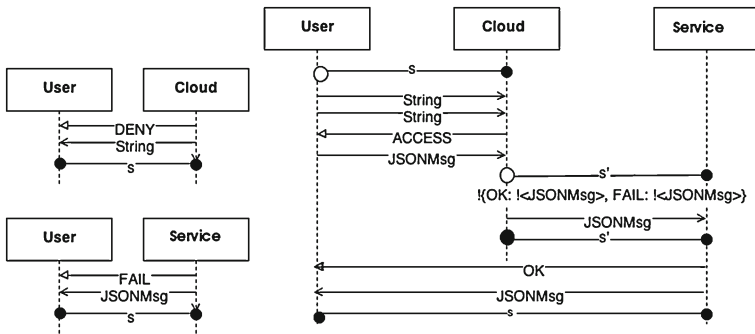 User Cloud
DENY
String
s
User Service
FAIL
JSONMsg
s
User Cloud Service
s
String
String
ACCESS
JSONMsg
s'
!{OK: !<JSONMsg>, FAIL: !<JSONMsg>}
JSONMsg
s'
OK
JSONMsg
s